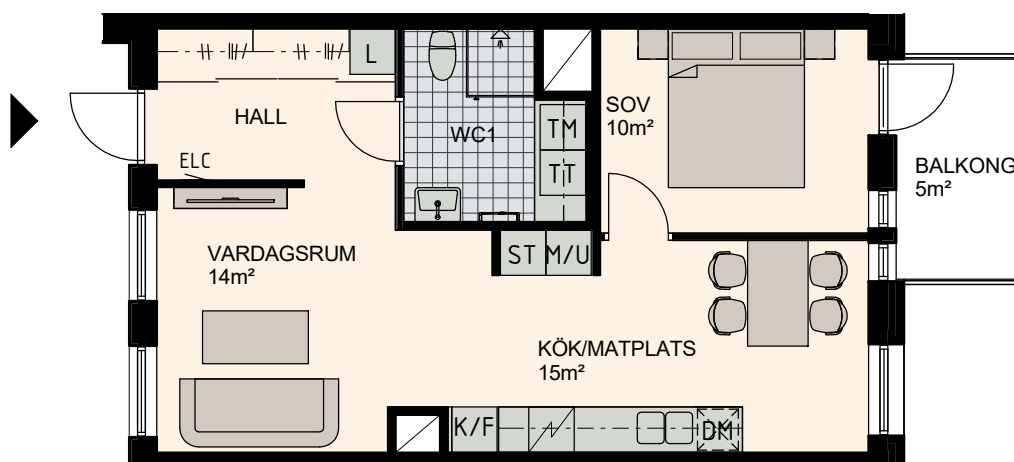 L
HALL
ELC
WC1
TM
TT
SOV
10m²
BALKONG
5m²
VARDAGSRUM
14m²
ST
M/U
KÖK/MATPLATS
15m²
K/F
DM